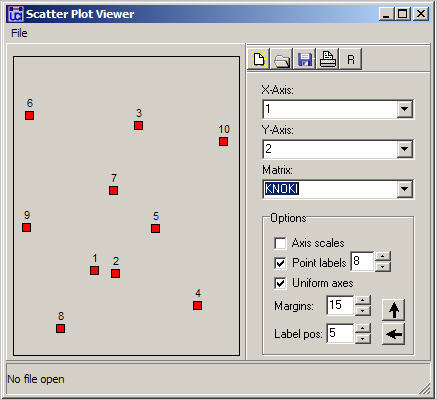 UCI Scatter Plot Viewer
File
6
3
10
7
9
5
1
2
4
8
R
X-Axis:
1
Y-Axis:
2
Matrix:
KNOKI
Options
Axis scales
Point labels 8
Uniform axes
Margins: 15
Label pos: 5
No file open